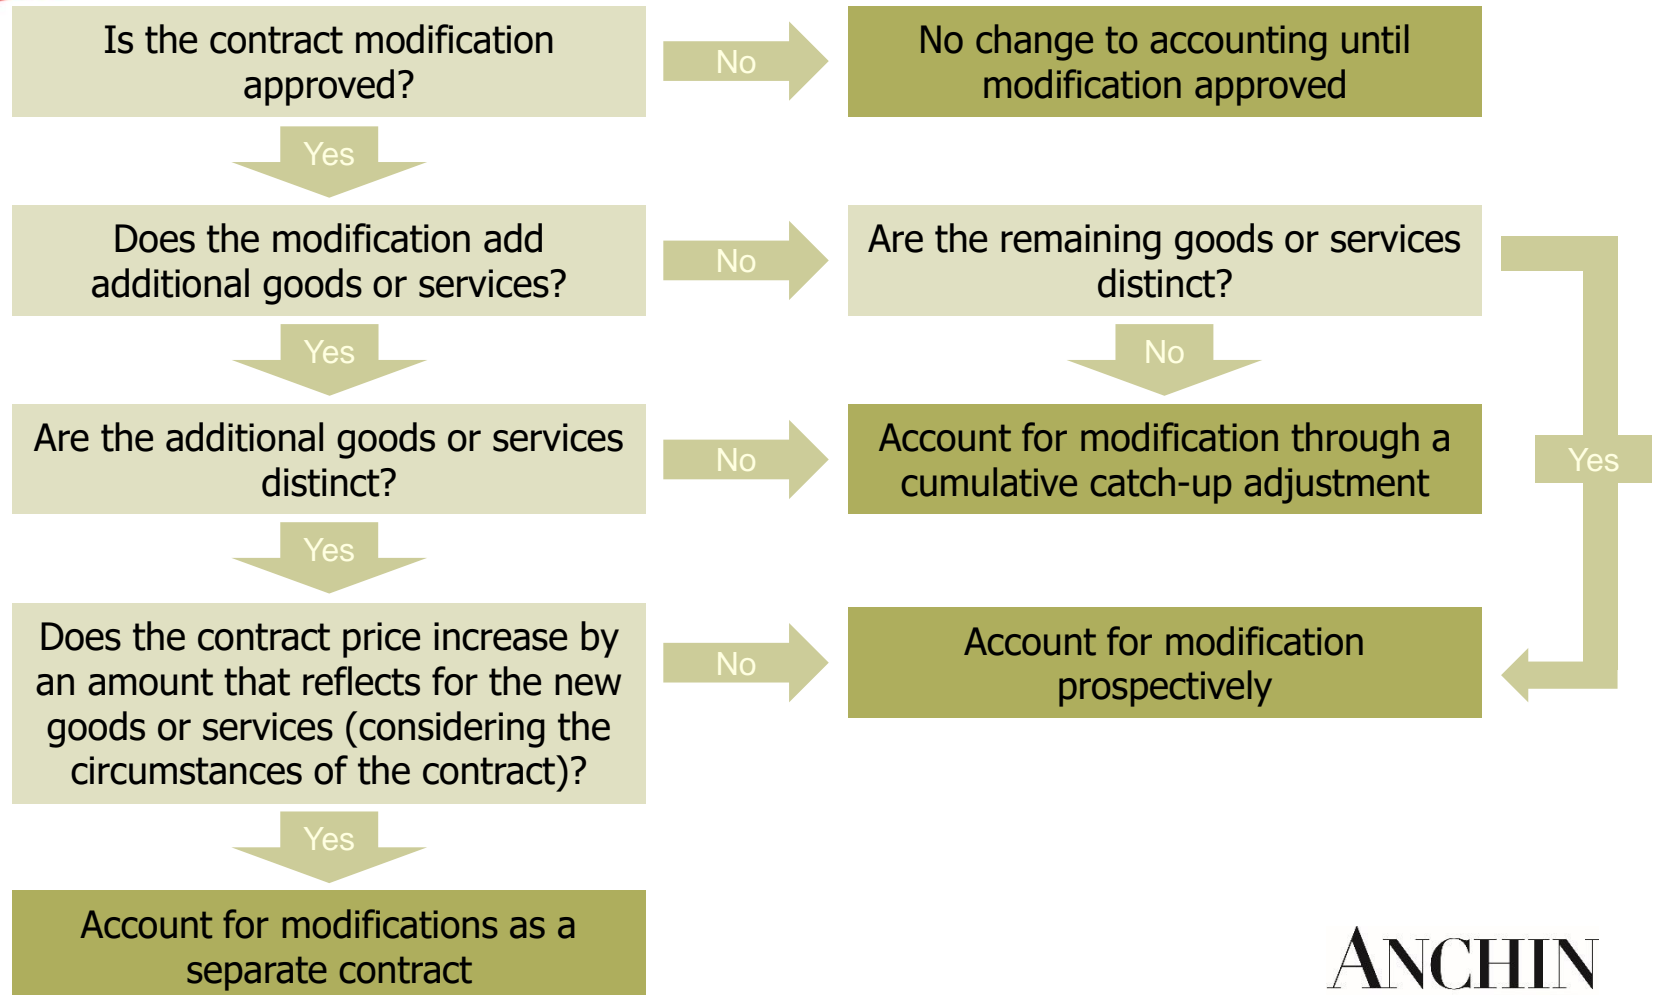 Is the contract modification
approved?
No
No change to accounting until
modification approved
Yes
Does the modification add
additional goods or services?
No
Are the remaining goods or services
distinct?
Yes
No
Are the additional goods or services
distinct?
No
Account for modification through a
cumulative catch-up adjustment
Yes
Yes
Does the contract price increase by
an amount that reflects for the new
goods or services (considering the
circumstances of the contract)?
No
Account for modification
prospectively
Yes
Account for modifications as a
separate contract
ANCHIN